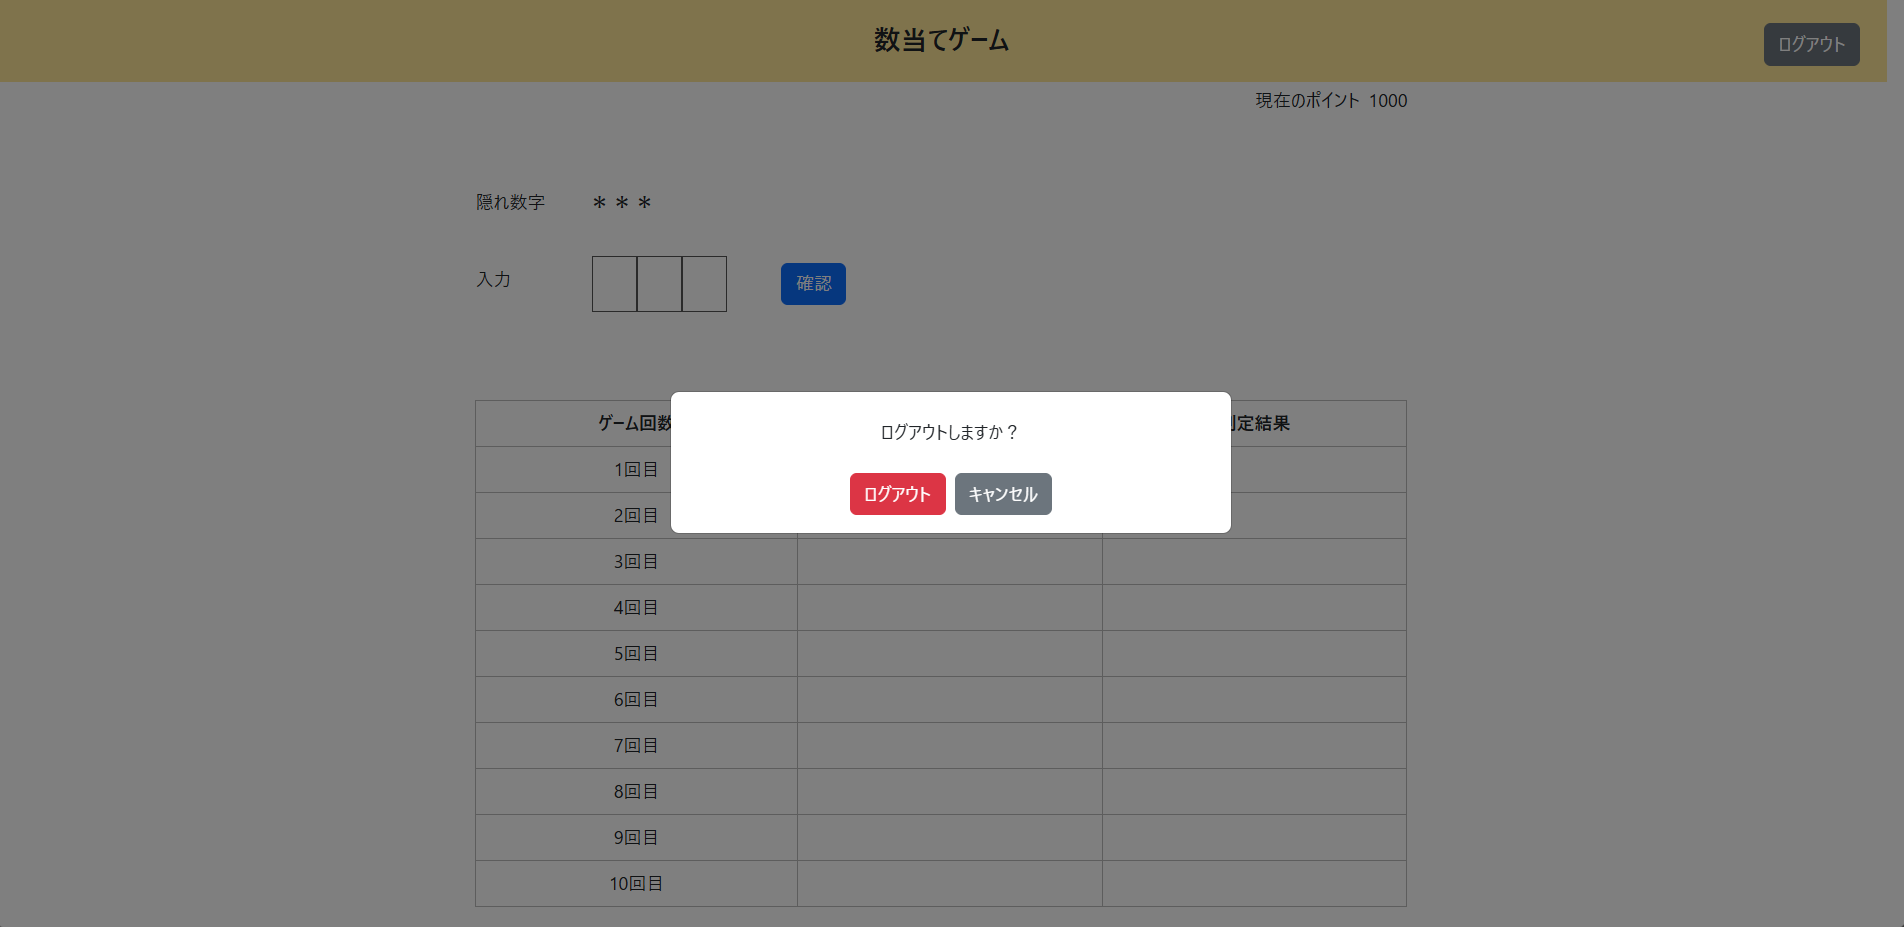 数当てゲーム
ログアウト
現在のポイント 1000
隠れ数字 ＊＊＊
入力 確認
ログアウトしますか？
ログアウト キャンセル
ゲーム回数 定結果
1回目
2回目
3回目
4回目
5回目
6回目
7回目
8回目
9回目
10回目